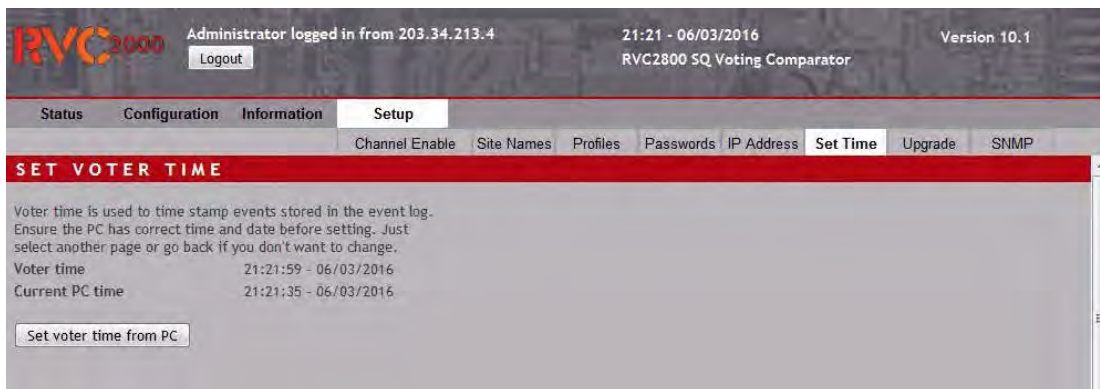 RVC2000
Administrator logged in from 203.34.213.4
21:21 - 06/03/2016
Version 10.1
Logout
RVC2800 SQ Voting Comparator
Status Configuration Information Setup
Channel Enable Site Names Profiles Passwords IP Address Set Time Upgrade SNMP
SET VOTER TIME
Voter time is used to time stamp events stored in the event log.
Ensure the PC has correct time and date before setting. Just
select another page or go back if you don't want to change.
Voter time 21:21:59 - 06/03/2016
Current PC time 21:21:35 - 06/03/2016
Set voter time from PC